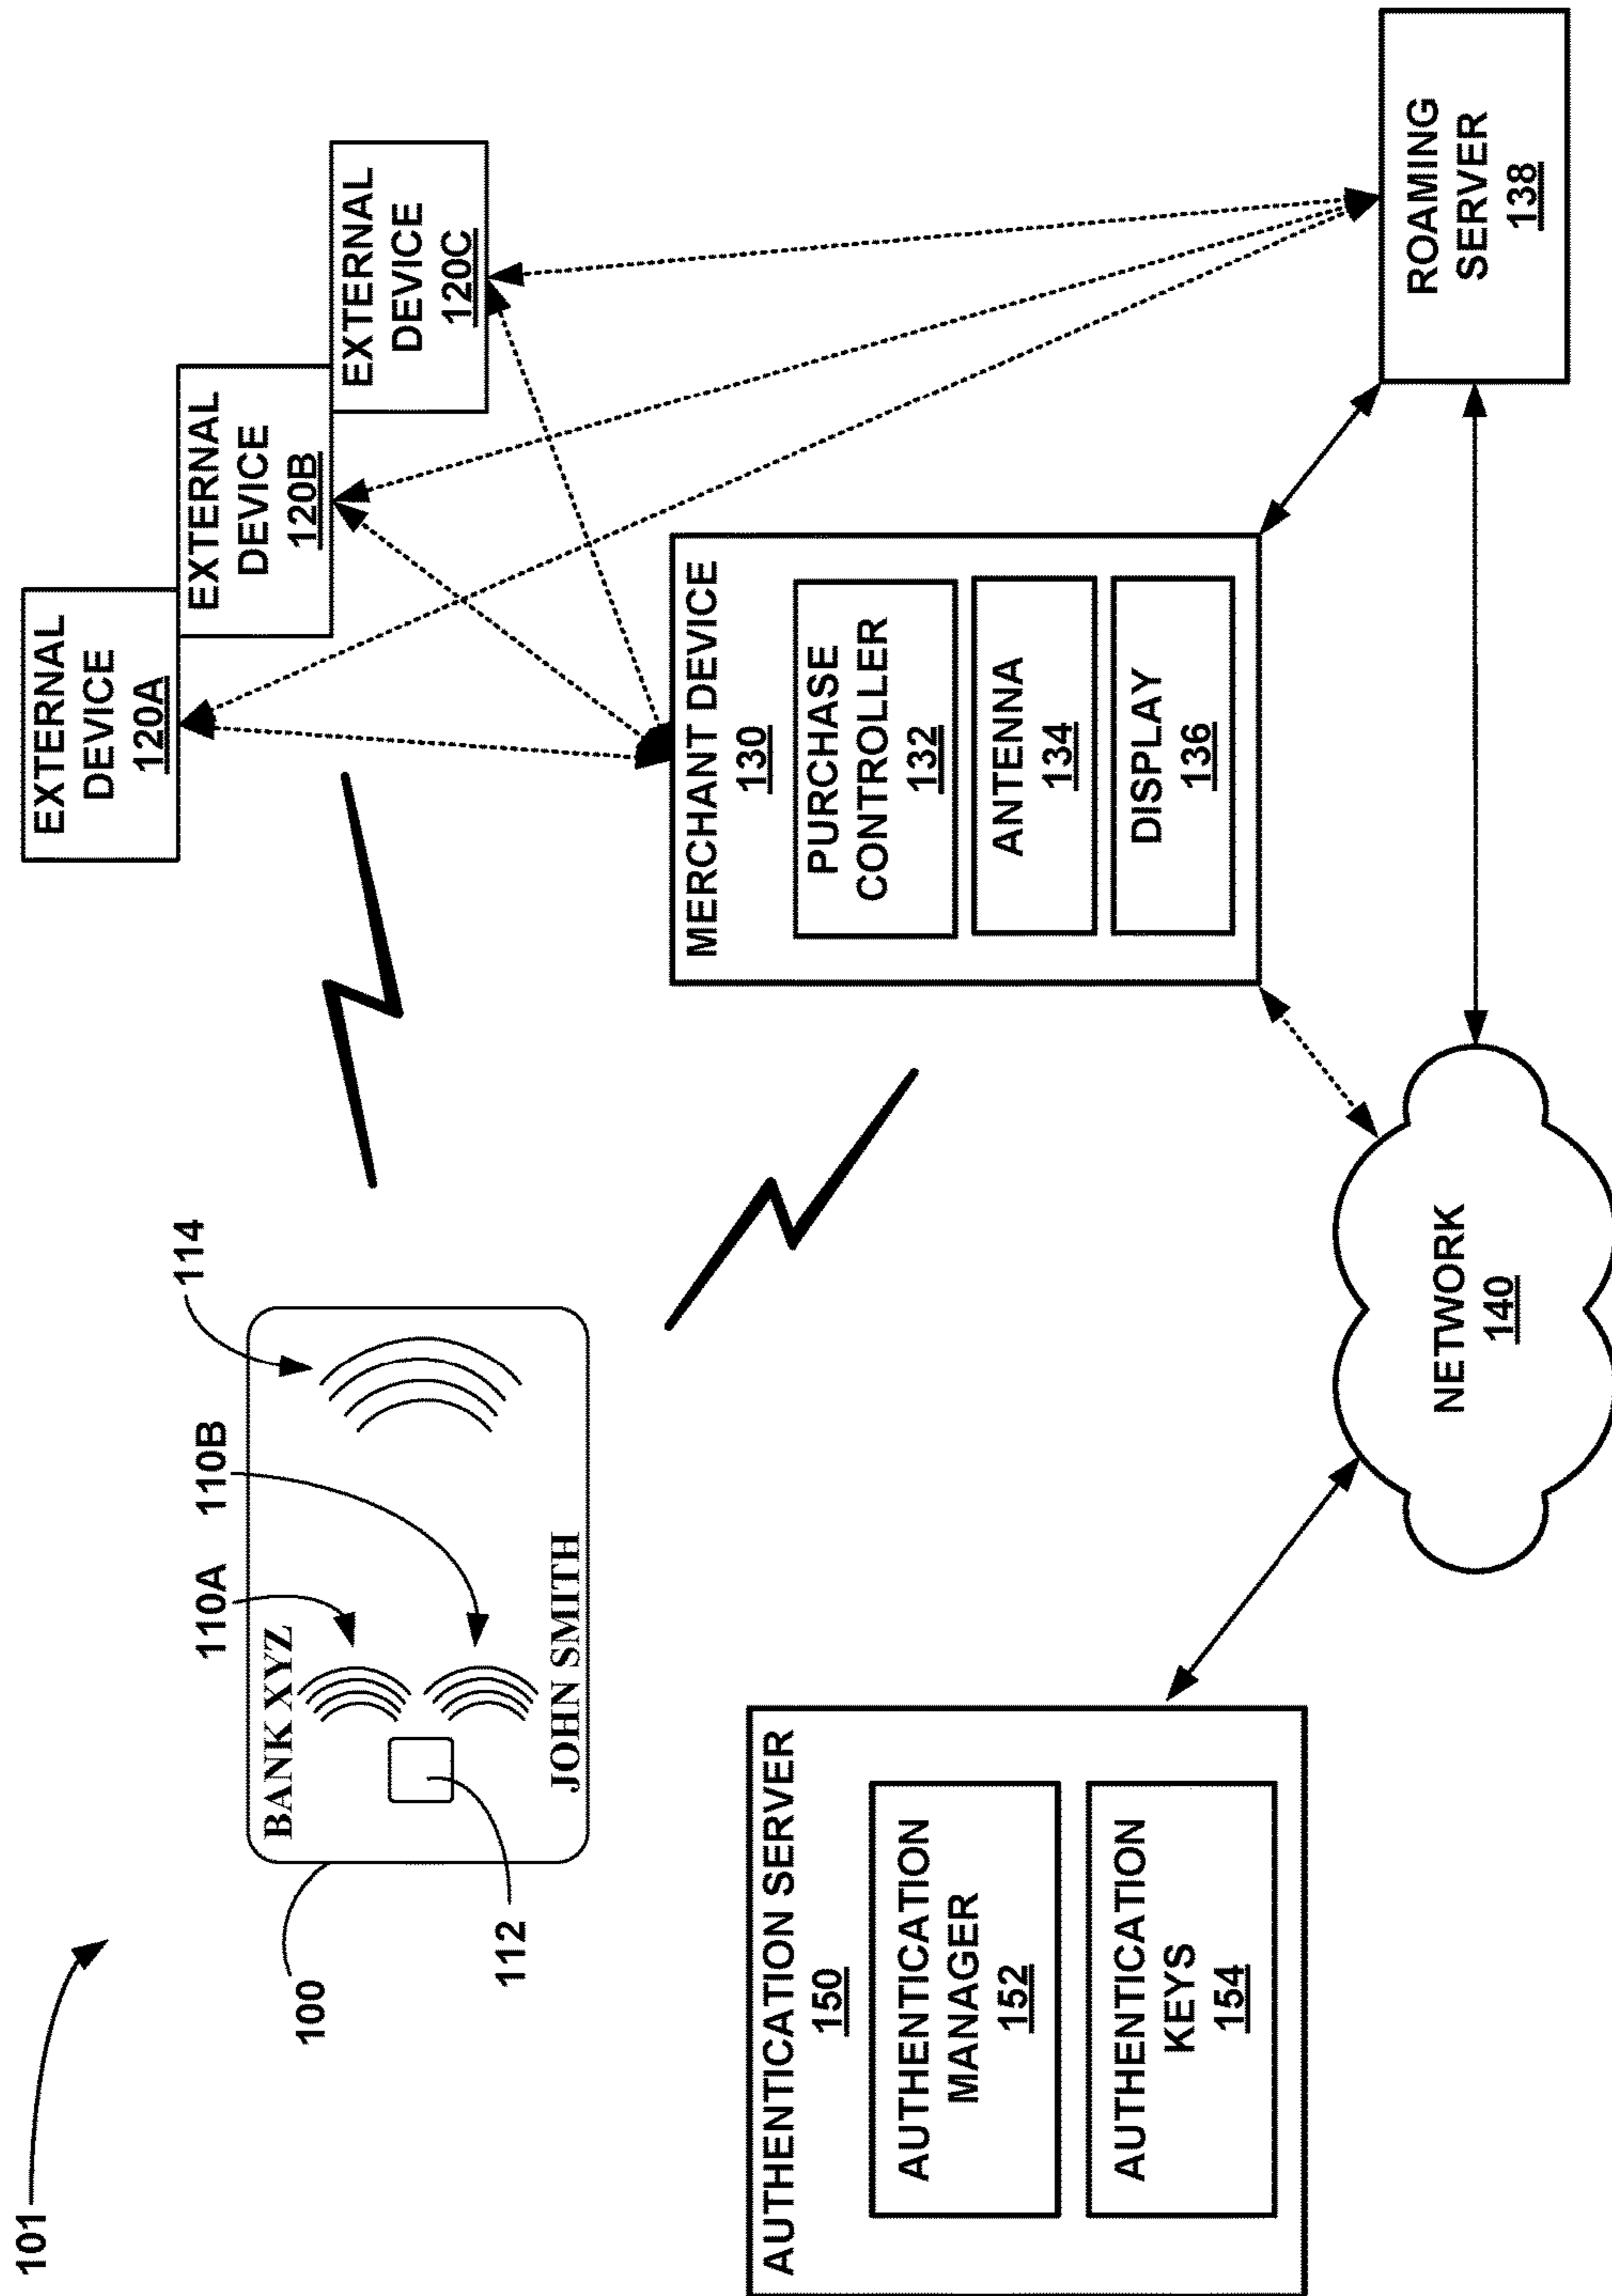 101
100
BANK XYZ
JOHN SMITH
110A
110B
112
114
EXTERNAL
DEVICE
120A
EXTERNAL
DEVICE
120B
EXTERNAL
DEVICE
120C
MERCHANT DEVICE
130
PURCHASE
CONTROLLER
132
ANTENNA
134
DISPLAY
136
AUTHENTICATION SERVER
150
AUTHENTICATION
MANAGER
152
AUTHENTICATION
KEYS
154
NETWORK
140
ROAMING
SERVER
138